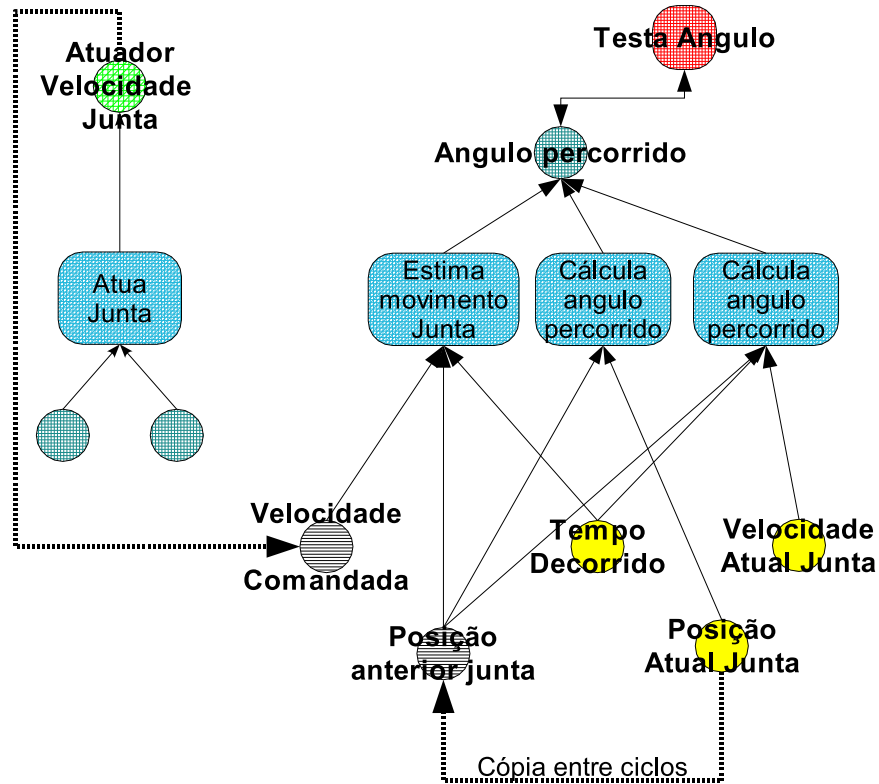 Atuador
Velocidade
Junta
Testa Angulo
Angulo percorrido
Atua
Junta
Estima
movimento
Junta
Cálcula
angulo
percorrido
Cálcula
angulo
percorrido
Velocidade
Comandada
Tempo
Decorrido
Velocidade
Atual Junta
Posição
anterior junta
Posição
Atual Junta
Cópia entre ciclos